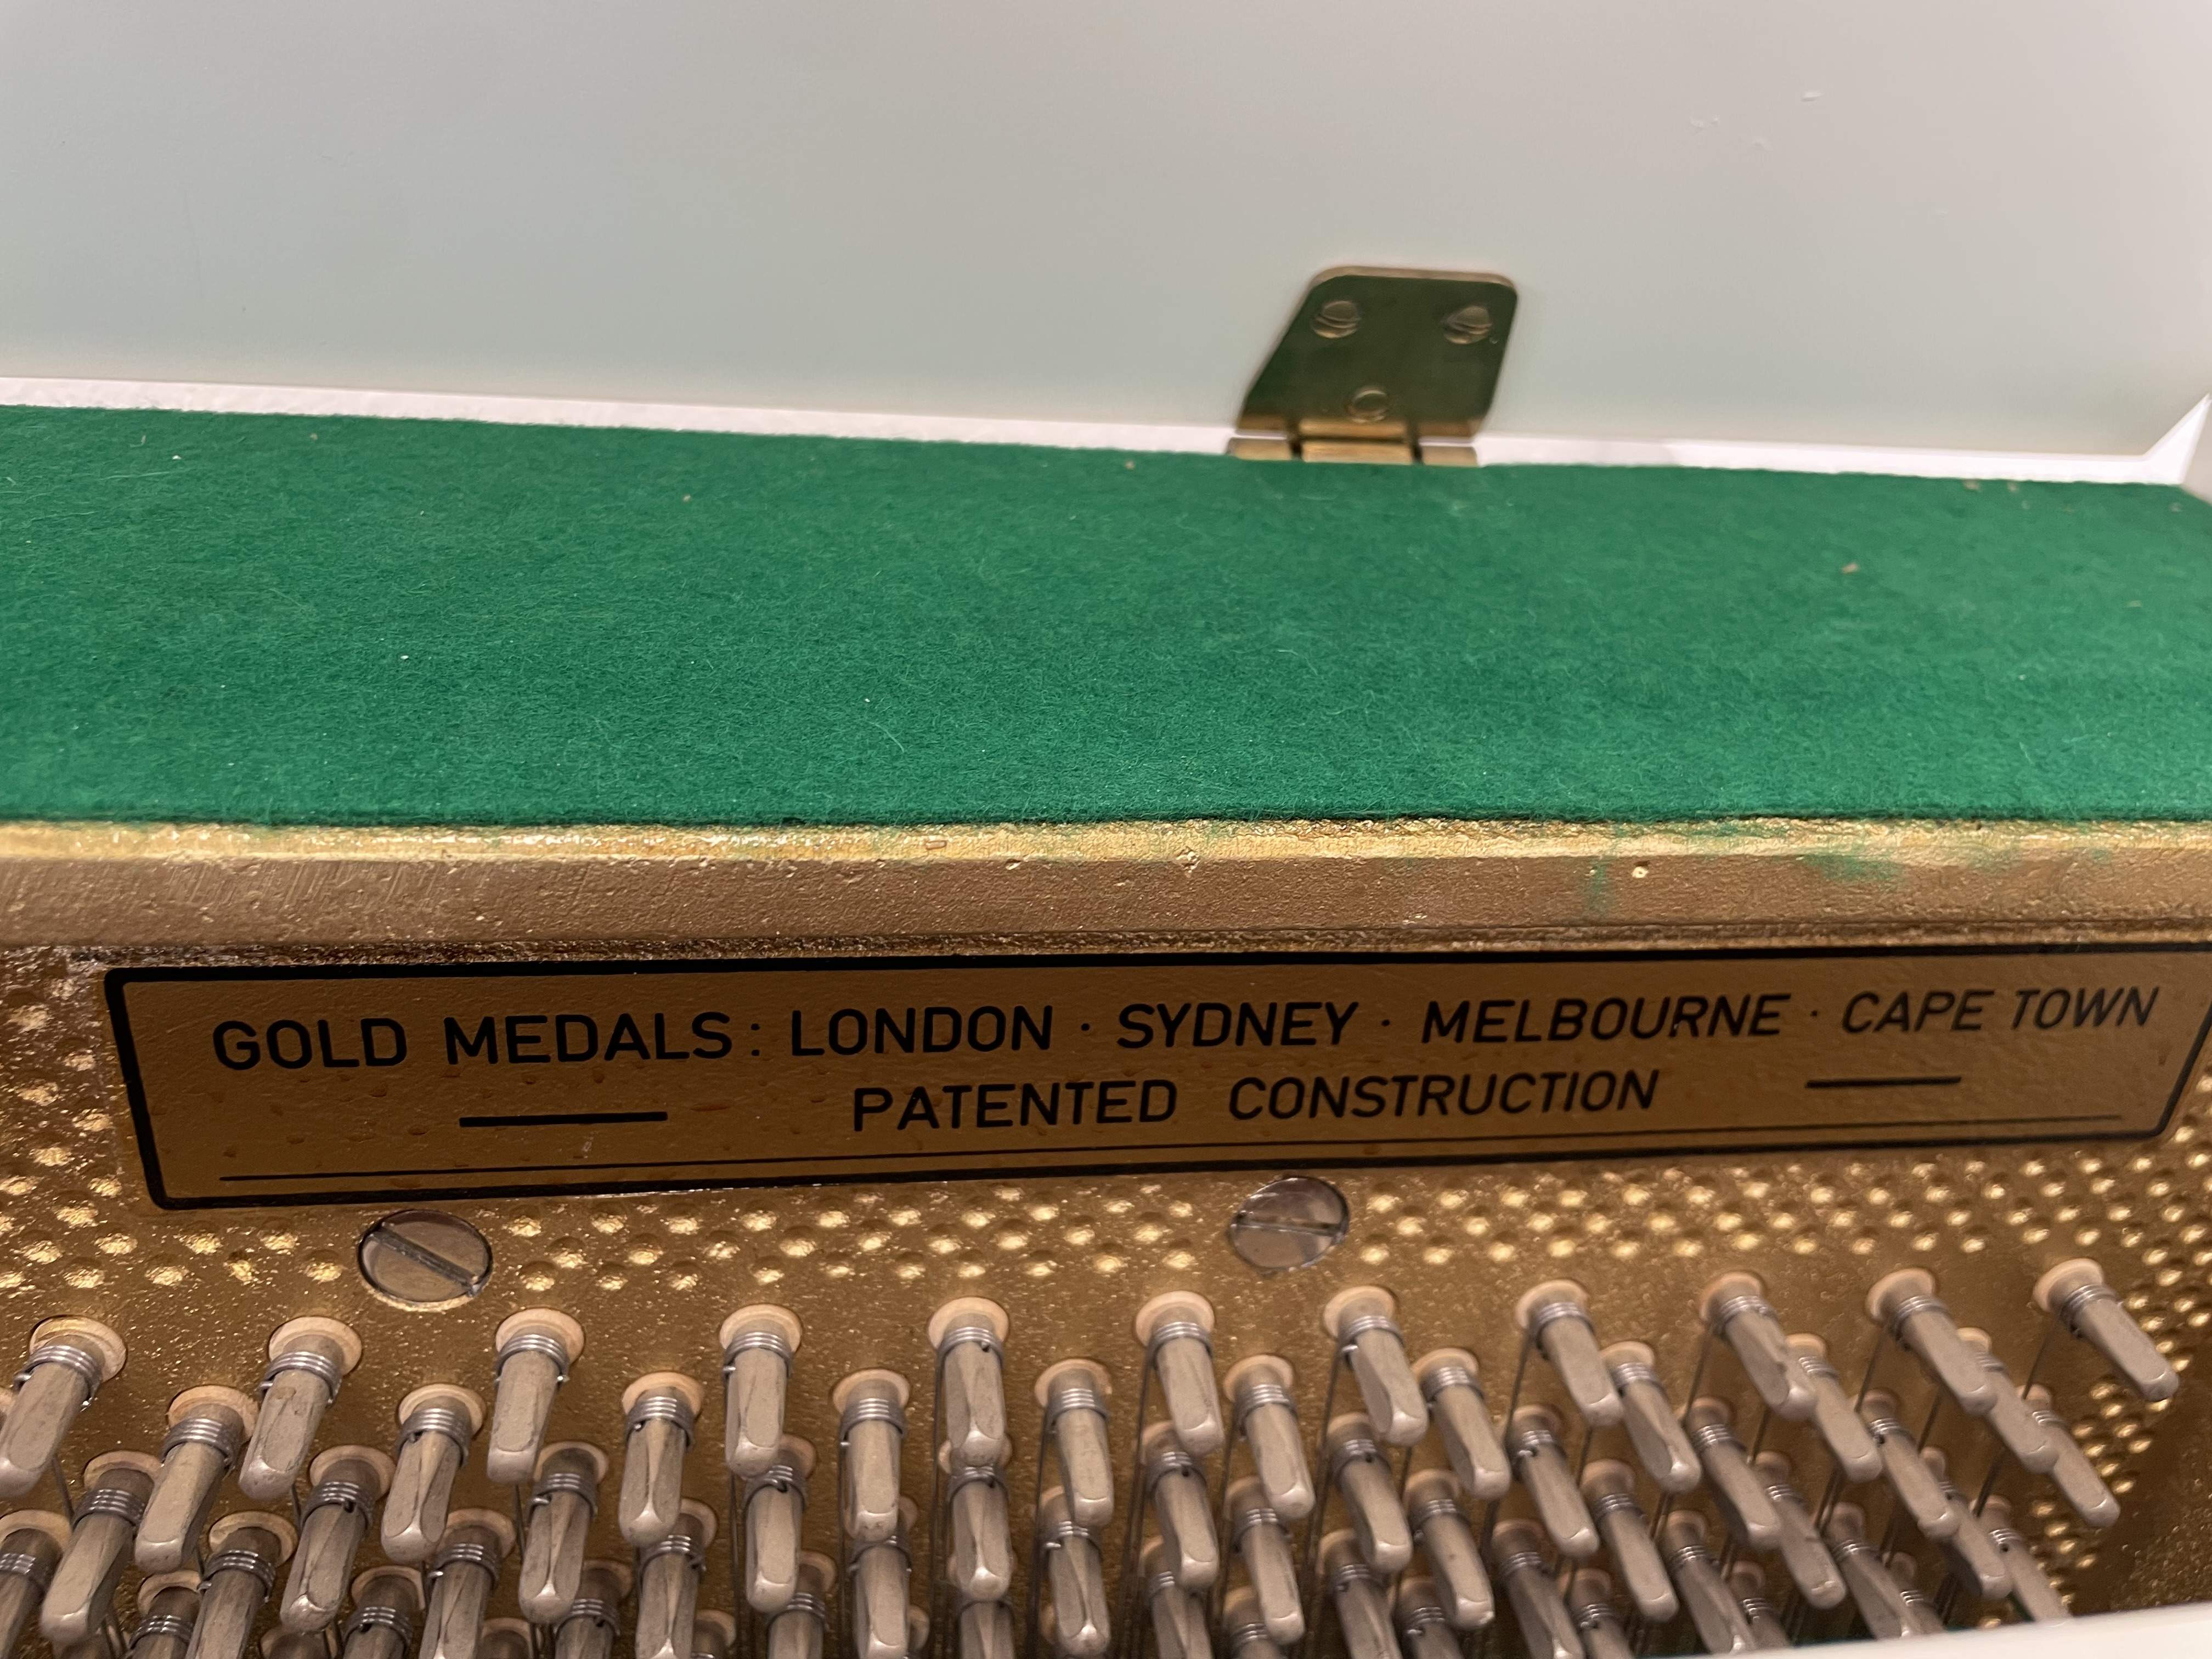 GOLD MEDALS: LONDON · SYDNEY · MELBOURNE · CAPE TOWN
PATENTED CONSTRUCTION